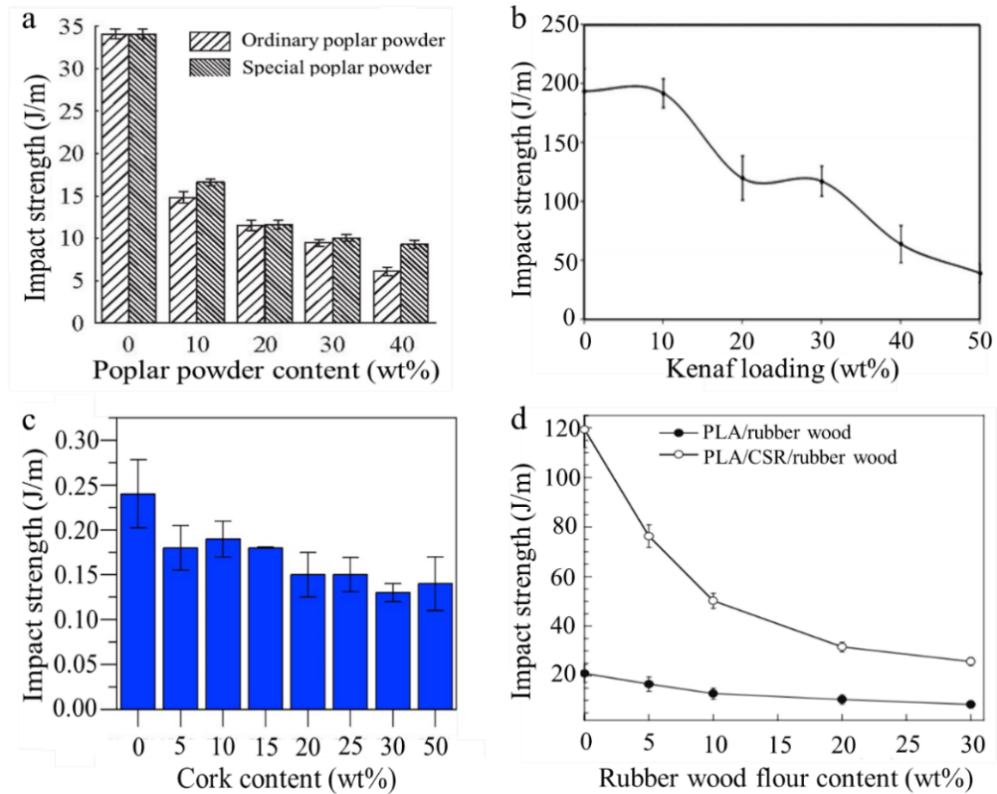 a
Impact strength (J/m)
35
30
25
20
15
10
5
0
Ordinary poplar powder
Special poplar powder
0 10 20 30 40
Poplar powder content (wt%)
b
Impact strength (J/m)
250
200
150
100
50
0
0 10 20 30 40 50
Kenaf loading (wt%)
c
Impact strength (J/m)
0.30
0.25
0.20
0.15
0.10
0.05
0.00
0 5 10 15 20 25 30 50
Cork content (wt%)
d
Impact strength (J/m)
120
100
80
60
40
20
PLA/rubber wood
PLA/CSR/rubber wood
0 5 10 15 20 25 30
Rubber wood flour content (wt%)